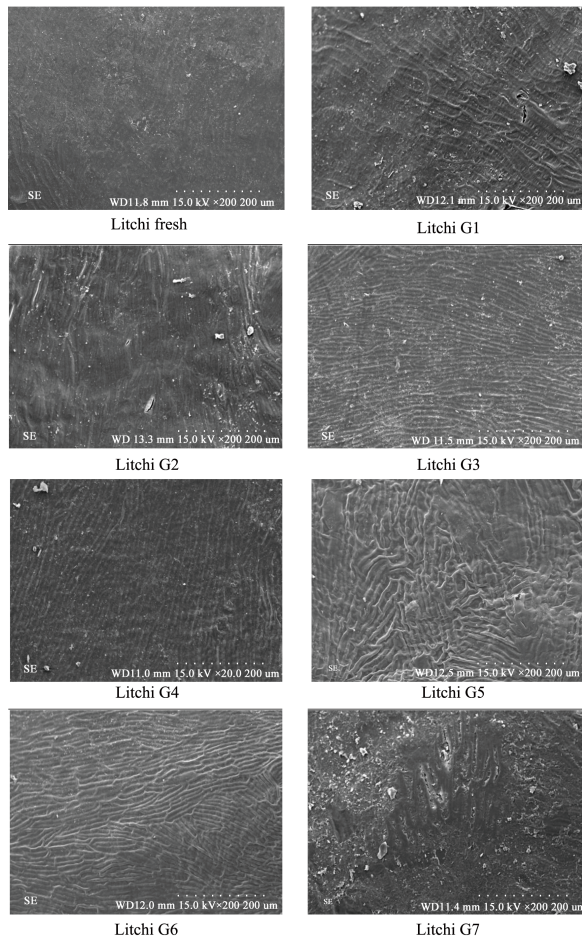 SE
WD11.8 mm 15.0 kV ×200 200 um
Litchi fresh
SE
WD12.1 mm 15.0 kV ×200 200 um
Litchi G1
SE
WD 13.3 mm 15.0 kV ×200 200 um
Litchi G2
SE
WD 11.5 mm 15.0 kV ×200 200 um
Litchi G3
SE
WD11.0 mm 15.0 kV ×20.0 200 um
Litchi G4
SE
WD12.5 mm 15.0 kV ×200 200 um
Litchi G5
SE
WD12.0 mm 15.0 kV ×200 200 um
Litchi G6
SE
WD11.4 mm 15.0 kV ×200 200 um
Litchi G7